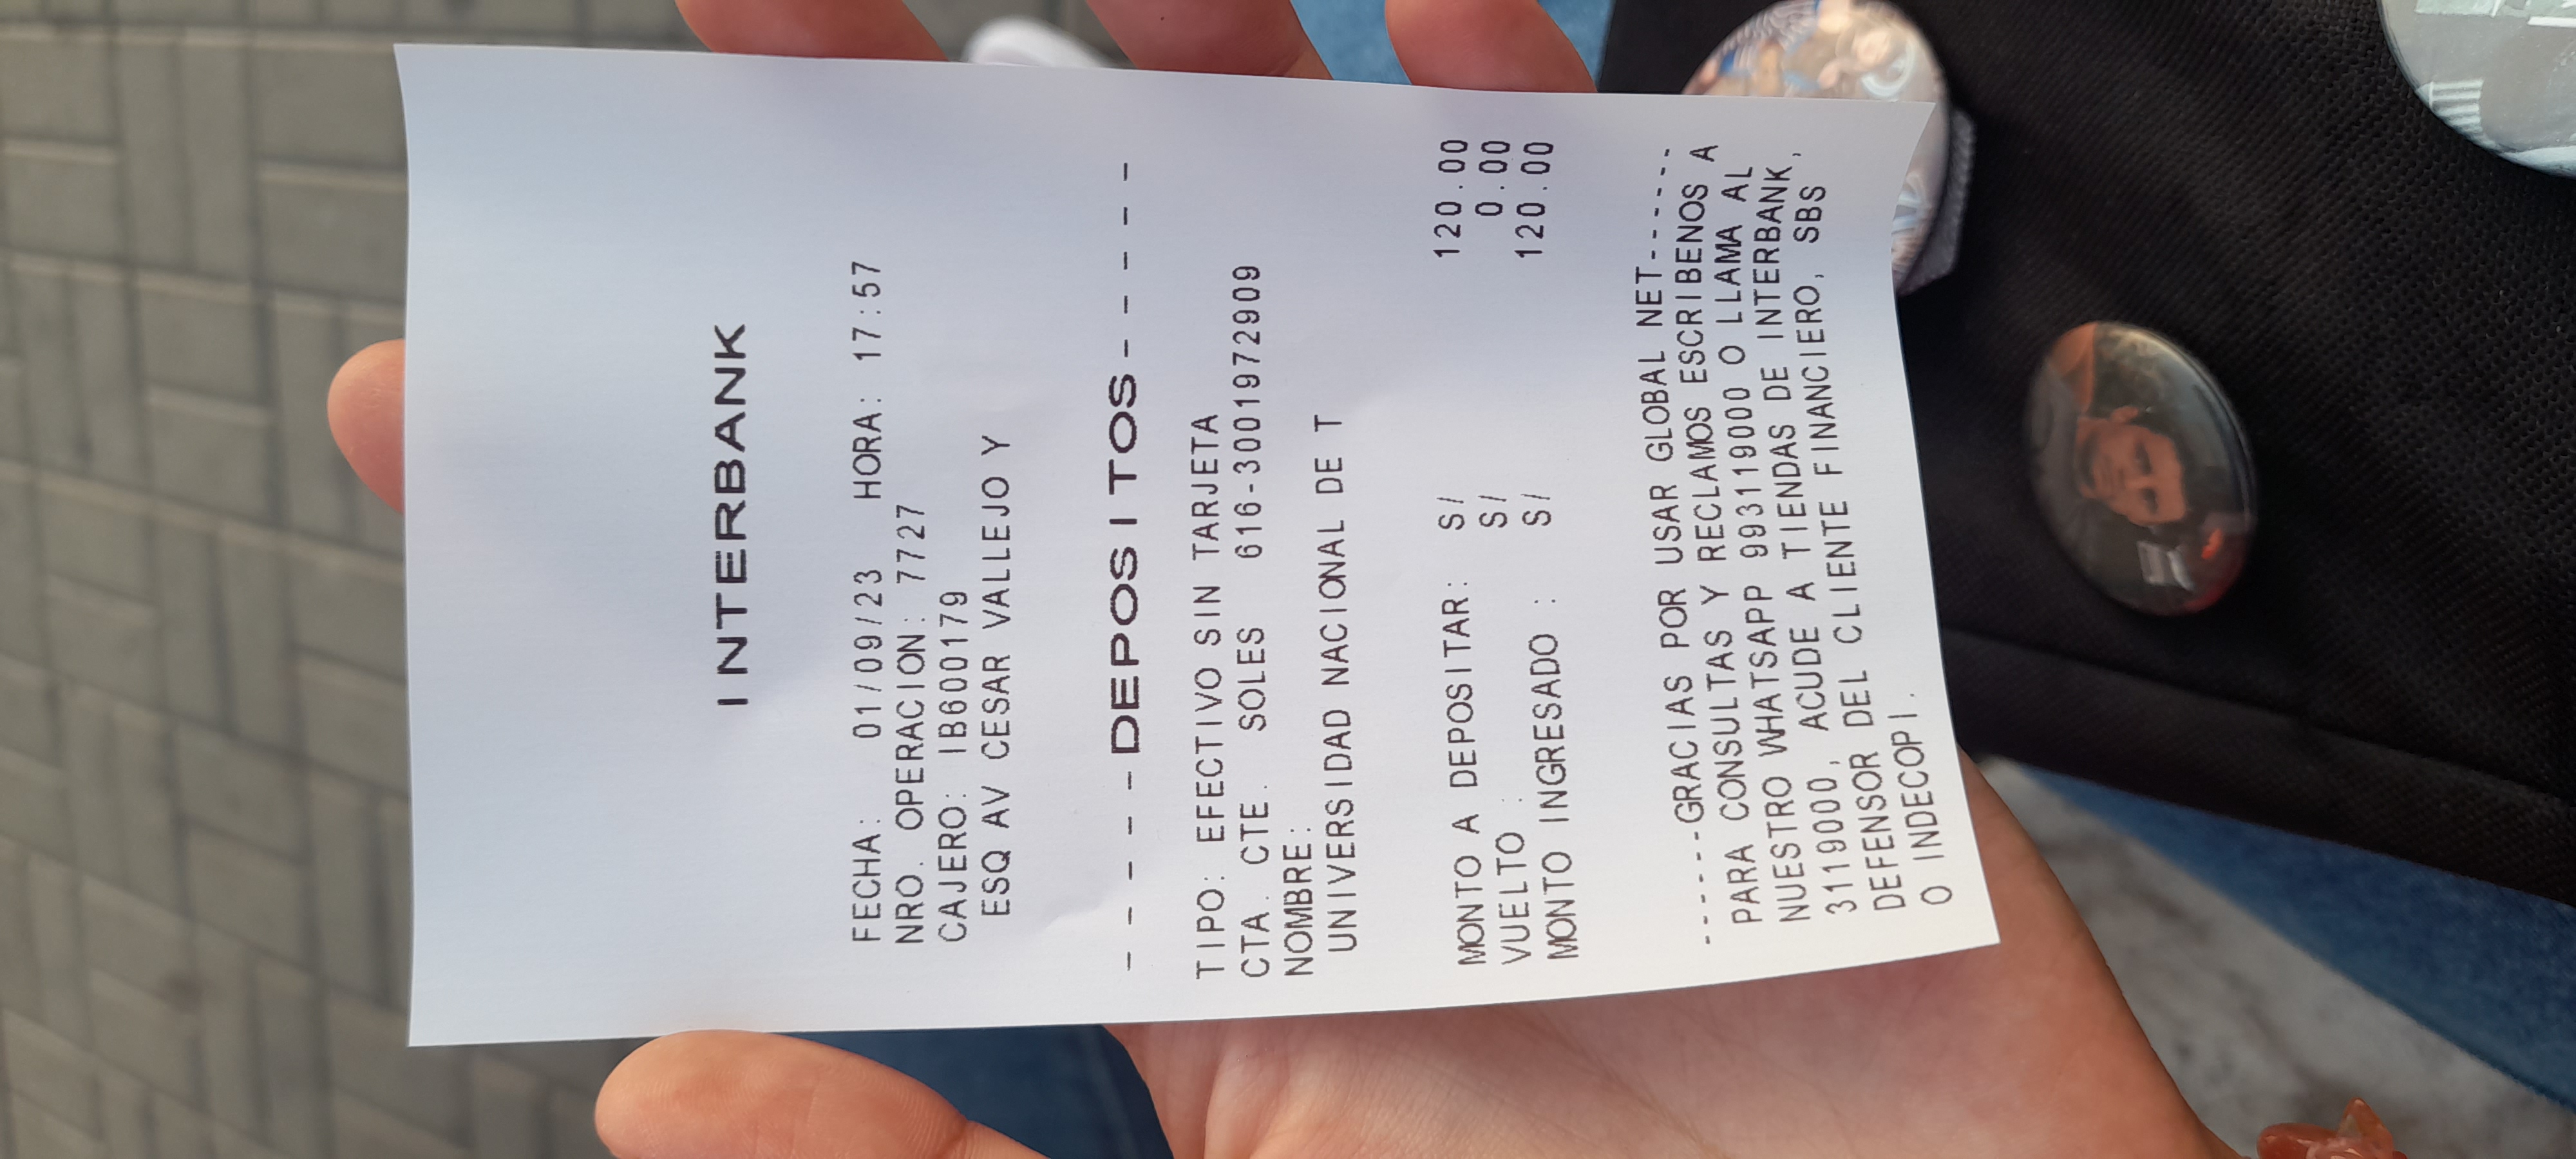 INTERBANK
FECHA: 01/09/23 HORA: 17:57
NRO. OPERACION: 7727
CAJERO: IB600179
ESQ AV CESAR VALLEJO Y
- - - - -DEPOSITOS- - - - -
TIPO: EFECTIVO SIN TARJETA
CTA. CTE. SOLES 616-3001972909
NOMBRE:
UNIVERSIDAD NACIONAL DE T
MONTO A DEPOSITAR: S/ 120.00
VUELTO : S/ 0.00
MONTO INGRESADO : S/ 120.00
-----GRACIAS POR USAR GLOBAL NET------
PARA CONSULTAS Y RECLAMOS ESCRIBENOS A
NUESTRO WHATSAPP 993119000 O LLAMA AL
3119000, ACUDE A TIENDAS DE INTERBANK,
DEFENSOR DEL CLIENTE FINANCIERO, SBS
O INDECOPI.